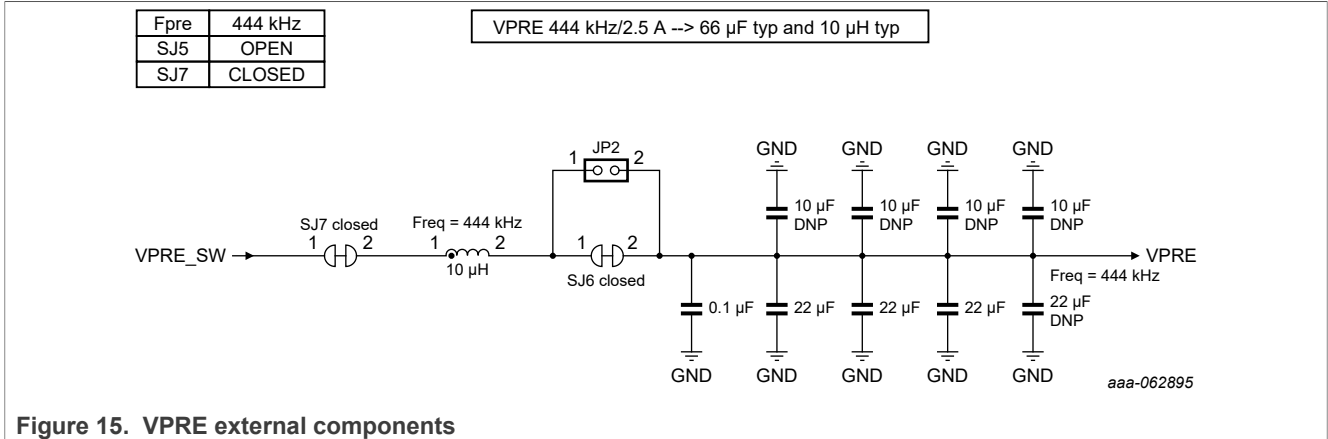 Fpre 444 kHz
SJ5 OPEN
SJ7 CLOSED
VPRE 444 kHz/2.5 A --> 66 µF typ and 10 µH typ
GND GND GND GND
JP2
1 2
10 µF DNP
10 µF DNP
10 µF DNP
10 µF DNP
SJ7 closed
1 2
Freq = 444 kHz
1 2
10 µH
1 2
SJ6 closed
VPRE_SW
VPRE
Freq = 444 kHz
0.1 µF
22 µF
22 µF
22 µF
22 µF DNP
GND GND GND GND GND
aaa-062895
Figure 15. VPRE external components